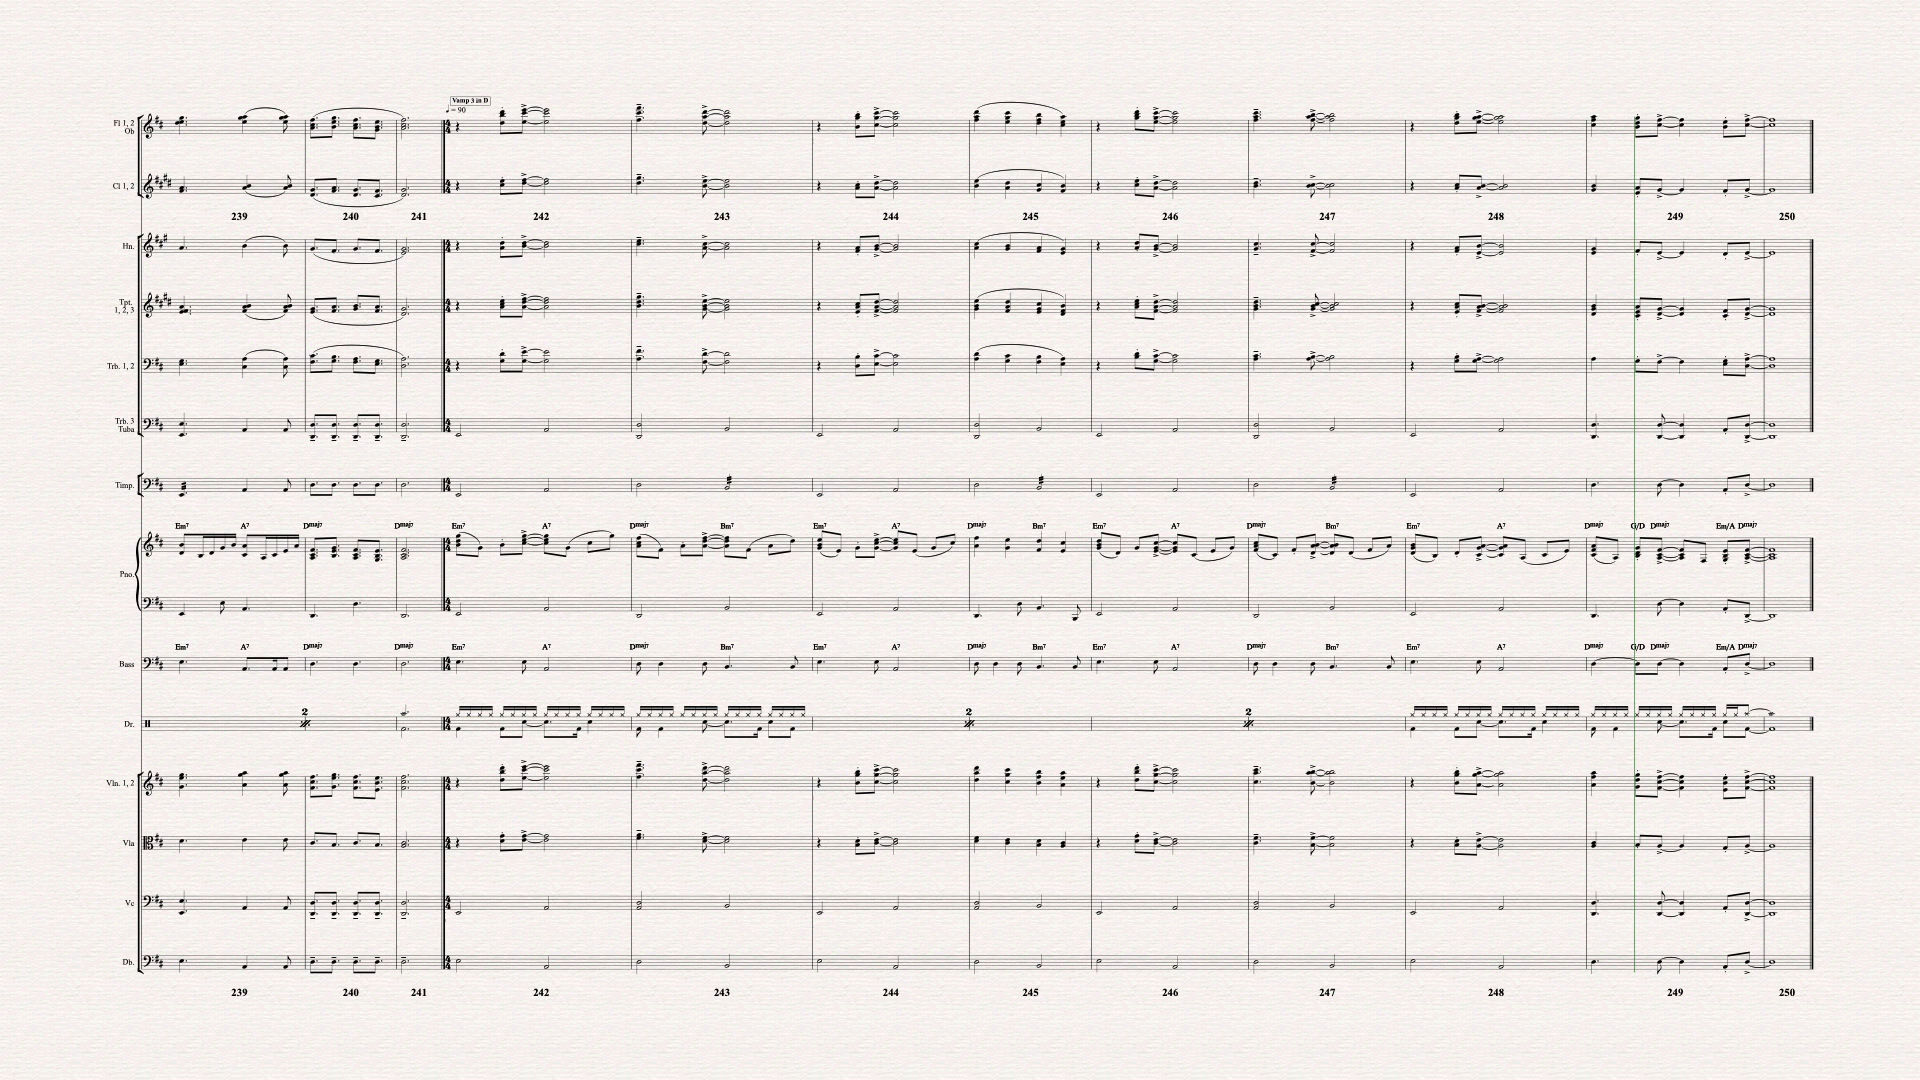 Vamp 3 in D
♩ = 90
Fl 1, 2
Ob
Cl 1, 2
239 240 241 242 243 244 245 246 247 248 249 250
Hn.
Tpt.
1, 2, 3
Trb. 1, 2
Trb. 3
Tuba
Timp.
Em7 A7 Dmaj7 Dmaj7 Em7 A7 Dmaj7 Bm7 Em7 A7 Dmaj7 Bm7 Em7 A7 Dmaj7 Bm7 Em7 A7 Dmaj7 G/D Dmaj7 Em/A Dmaj7
Pno.
Em7 A7 Dmaj7 Dmaj7 Em7 A7 Dmaj7 Bm7 Em7 A7 Dmaj7 Bm7 Em7 A7 Dmaj7 Bm7 Em7 A7 Dmaj7 G/D Dmaj7 Em/A Dmaj7
Bass
2 2 2
Dr.
Vln. 1, 2
Vla
Vc
Db.
239 240 241 242 243 244 245 246 247 248 249 250